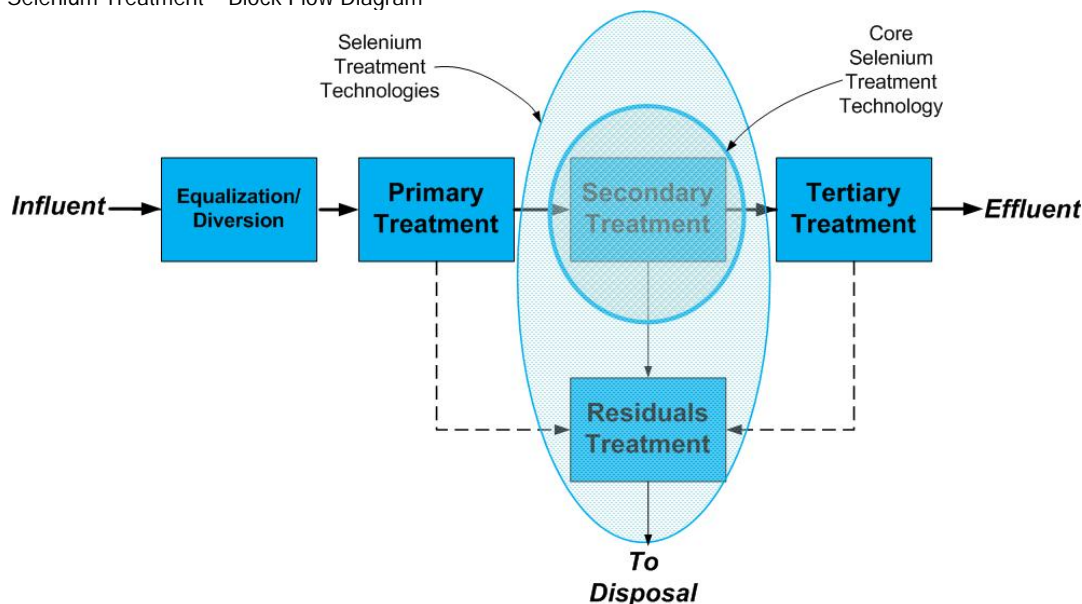 Selenium Treatment – Block Flow Diagram
Selenium
Treatment
Technologies
Core
Selenium
Treatment
Technology
Influent
Equalization/
Diversion
Primary
Treatment
Secondary
Treatment
Tertiary
Treatment
Effluent
Residuals
Treatment
To
Disposal